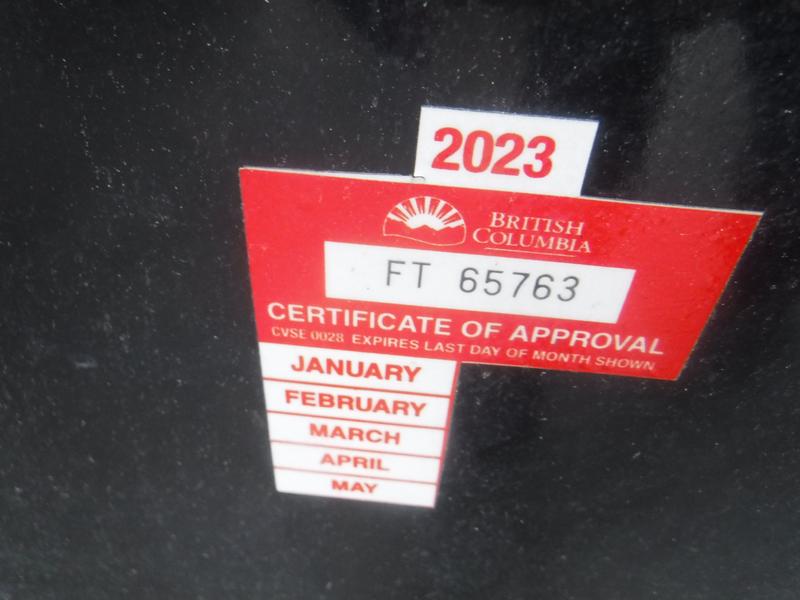 2023
BRITISH
COLUMBIA
FT 65763
CERTIFICATE OF APPROVAL
CVSE 0028 EXPIRES LAST DAY OF MONTH SHOWN
JANUARY
FEBRUARY
MARCH
APRIL
MAY